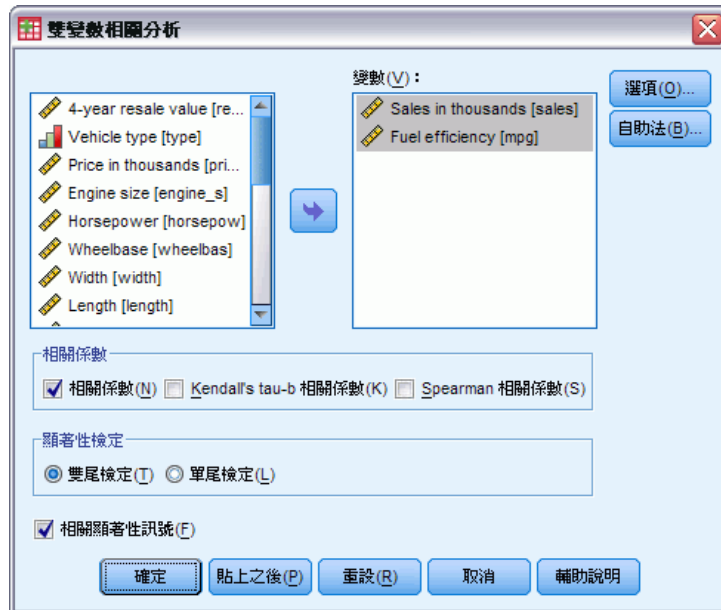 雙變數相關分析
變數(V)：
4-year resale value [re...
Vehicle type [type]
Price in thousands [pri...
Engine size [engine_s]
Horsepower [horsepow]
Wheelbase [wheelbas]
Width [width]
Length [length]
Sales in thousands [sales]
Fuel efficiency [mpg]
選項(O)...
自助法(B)...
相關係數
相關係數(N) Kendall's tau-b 相關係數(K) Spearman 相關係數(S)
顯著性檢定
雙尾檢定(T) 單尾檢定(L)
相關顯著性訊號(F)
確定 貼上之後(P) 重設(R) 取消 輔助說明